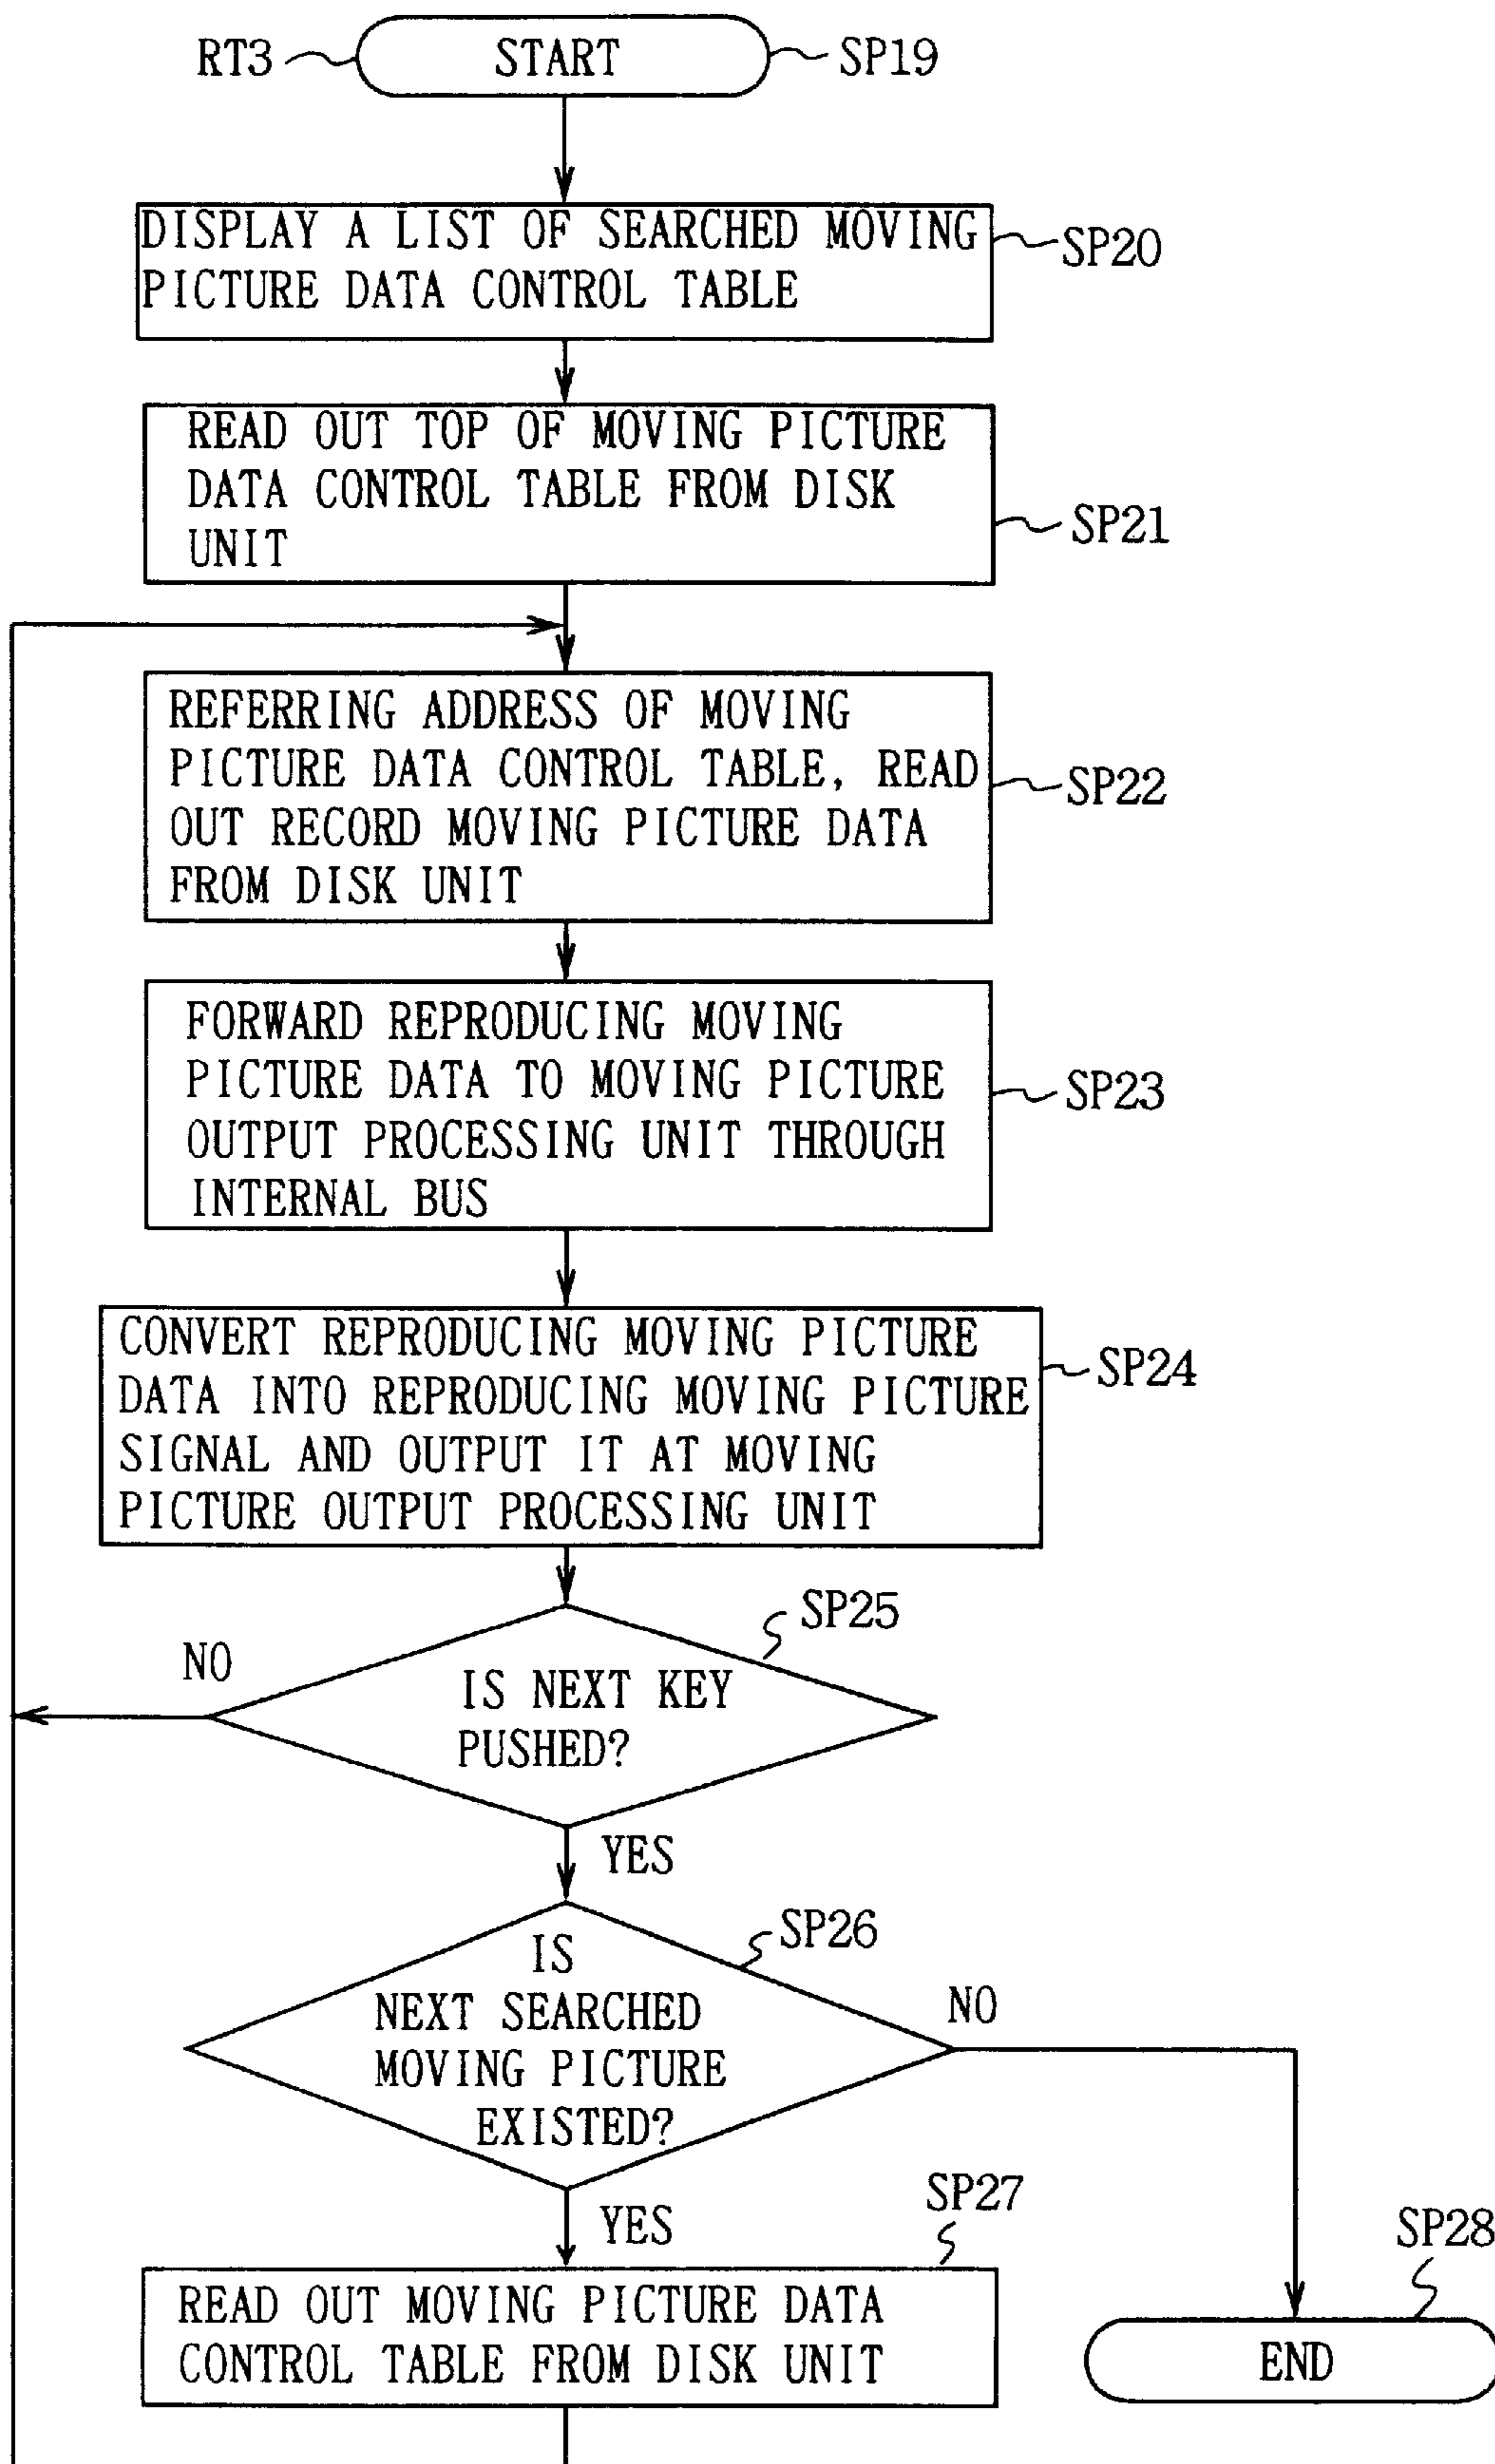 RT3
START
SP19
DISPLAY A LIST OF SEARCHED MOVING
PICTURE DATA CONTROL TABLE
SP20
READ OUT TOP OF MOVING PICTURE
DATA CONTROL TABLE FROM DISK
UNIT
SP21
REFERRING ADDRESS OF MOVING
PICTURE DATA CONTROL TABLE, READ
OUT RECORD MOVING PICTURE DATA
FROM DISK UNIT
SP22
FORWARD REPRODUCING MOVING
PICTURE DATA TO MOVING PICTURE
OUTPUT PROCESSING UNIT THROUGH
INTERNAL BUS
SP23
CONVERT REPRODUCING MOVING PICTURE
DATA INTO REPRODUCING MOVING PICTURE
SIGNAL AND OUTPUT IT AT MOVING
PICTURE OUTPUT PROCESSING UNIT
SP24
SP25
NO
IS NEXT KEY
PUSHED?
YES
SP26
IS
NEXT SEARCHED
MOVING PICTURE
EXISTED?
NO
YES
SP27
READ OUT MOVING PICTURE DATA
CONTROL TABLE FROM DISK UNIT
SP28
END